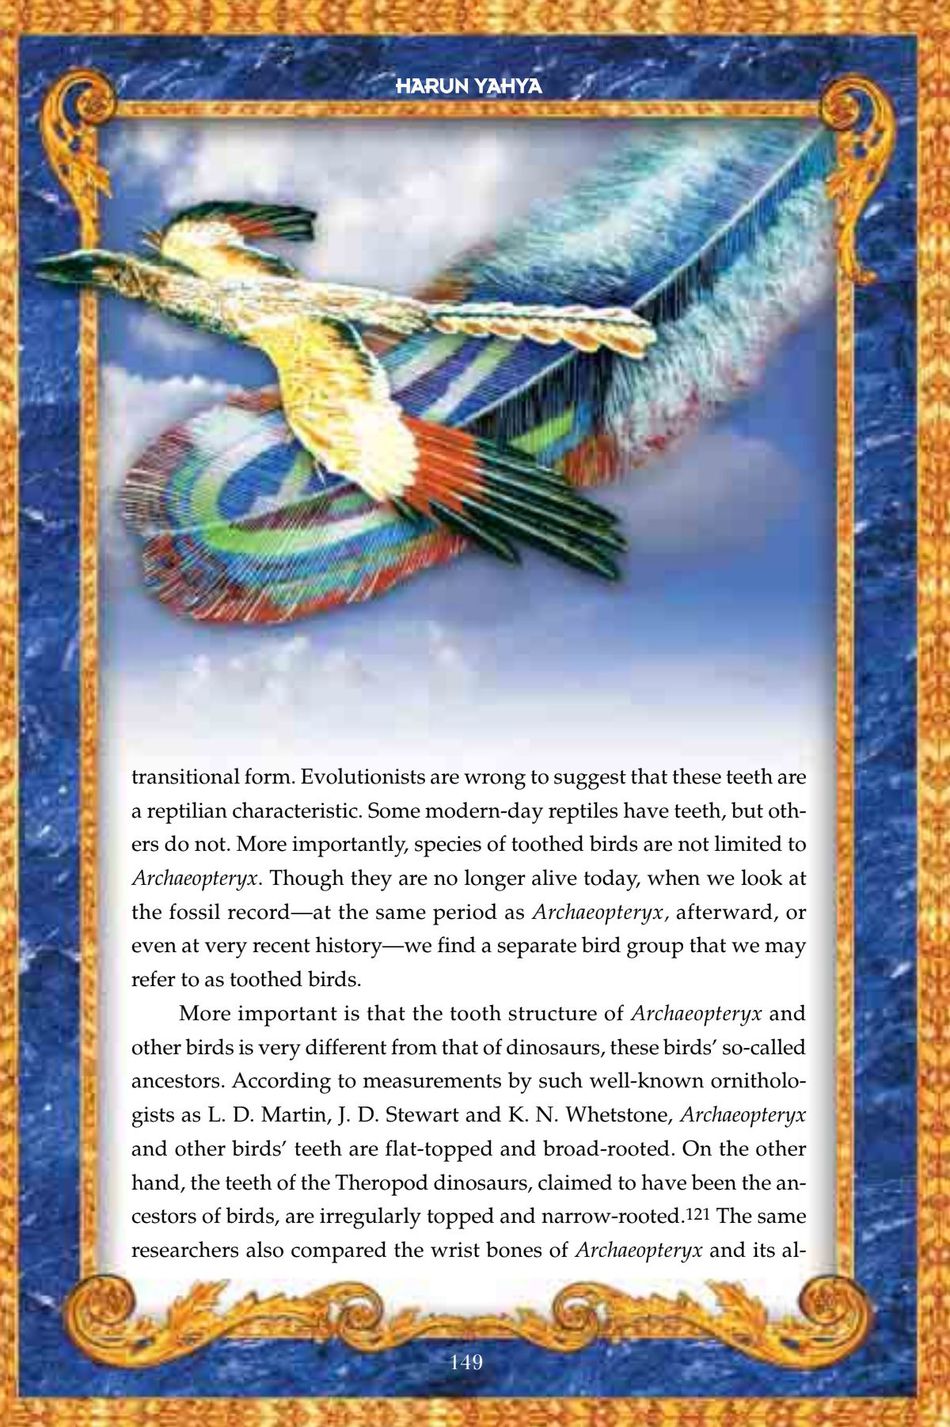 HARUN YAHYA
transitional form. Evolutionists are wrong to suggest that these teeth are
a reptilian characteristic. Some modern-day reptiles have teeth, but oth-
ers do not. More importantly, species of toothed birds are not limited to
Archaeopteryx. Though they are no longer alive today, when we look at
the fossil record—at the same period as Archaeopteryx, afterward, or
even at very recent history—we find a separate bird group that we may
refer to as toothed birds.
More important is that the tooth structure of Archaeopteryx and
other birds is very different from that of dinosaurs, these birds' so-called
ancestors. According to measurements by such well-known ornitholo-
gists as L. D. Martin, J. D. Stewart and K. N. Whetstone, Archaeopteryx
and other birds' teeth are flat-topped and broad-rooted. On the other
hand, the teeth of the Theropod dinosaurs, claimed to have been the an-
cestors of birds, are irregularly topped and narrow-rooted.121 The same
researchers also compared the wrist bones of Archaeopteryx and its al-
149